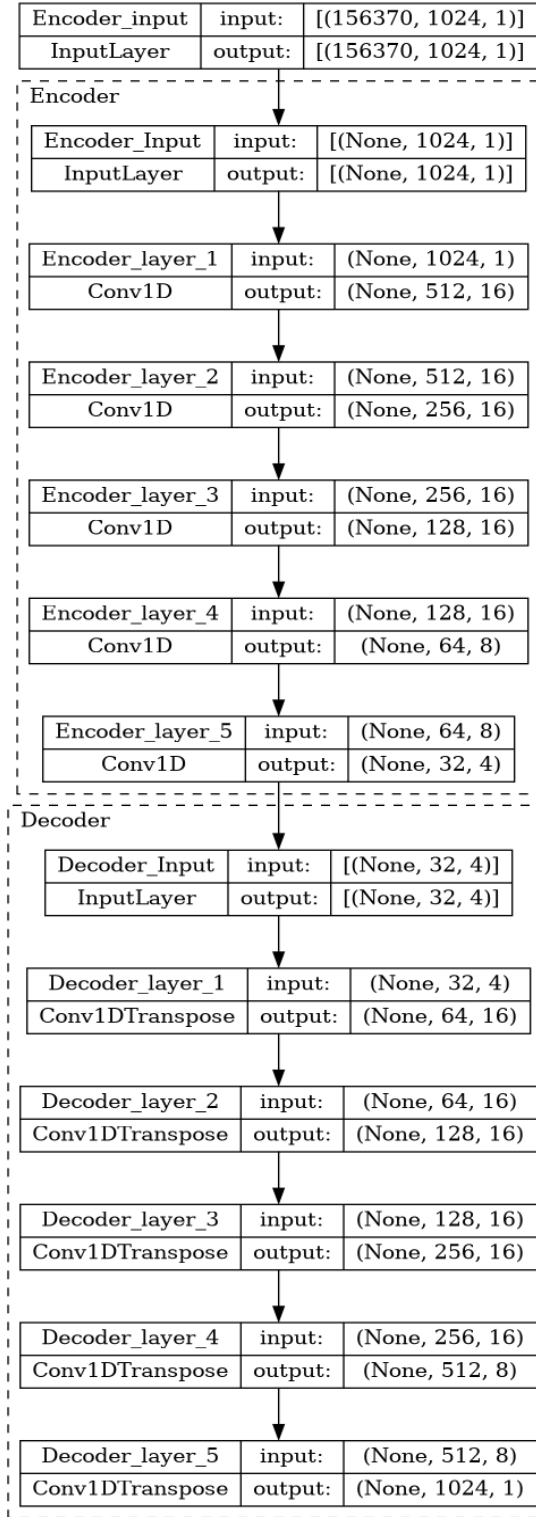 Encoder_input input: [(156370, 1024, 1)]
InputLayer output: [(156370, 1024, 1)]
Encoder
Encoder_Input input: [(None, 1024, 1)]
InputLayer output: [(None, 1024, 1)]
Encoder_layer_1 input: (None, 1024, 1)
Conv1D output: (None, 512, 16)
Encoder_layer_2 input: (None, 512, 16)
Conv1D output: (None, 256, 16)
Encoder_layer_3 input: (None, 256, 16)
Conv1D output: (None, 128, 16)
Encoder_layer_4 input: (None, 128, 16)
Conv1D output: (None, 64, 8)
Encoder_layer_5 input: (None, 64, 8)
Conv1D output: (None, 32, 4)
Decoder
Decoder_Input input: [(None, 32, 4)]
InputLayer output: [(None, 32, 4)]
Decoder_layer_1 input: (None, 32, 4)
Conv1DTranspose output: (None, 64, 16)
Decoder_layer_2 input: (None, 64, 16)
Conv1DTranspose output: (None, 128, 16)
Decoder_layer_3 input: (None, 128, 16)
Conv1DTranspose output: (None, 256, 16)
Decoder_layer_4 input: (None, 256, 16)
Conv1DTranspose output: (None, 512, 8)
Decoder_layer_5 input: (None, 512, 8)
Conv1DTranspose output: (None, 1024, 1)